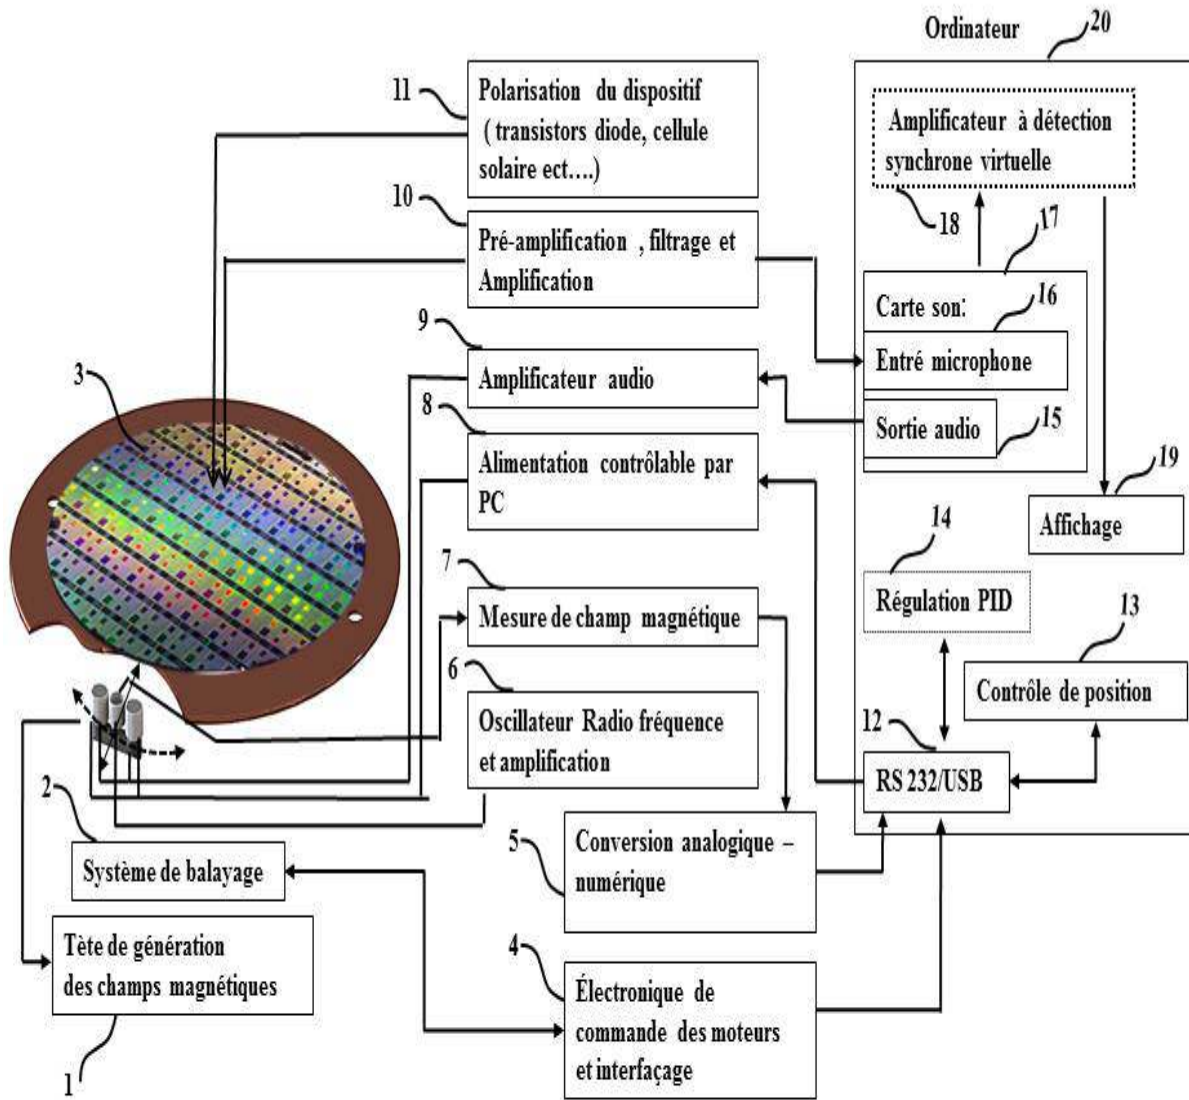 Ordinateur
20
11
Polarisation du dispositif
( transistors diode, cellule
solaire ect….)
Amplificateur à détection
synchrone virtuelle
18
10
Pré-amplification , filtrage et
Amplification
17
Carte son:
16
Entré microphone
9
Amplificateur audio
Sortie audio
15
3
8
Alimentation contrôlable par
PC
19
Affichage
14
Régulation PID
7
Mesure de champ magnétique
13
Contrôle de position
6
Oscillateur Radio fréquence
et amplification
12
RS 232/USB
2
Système de balayage
5
Conversion analogique –
numérique
Tète de génération
des champs magnétiques
1
4
Électronique de
commande des moteurs
et interfaçage